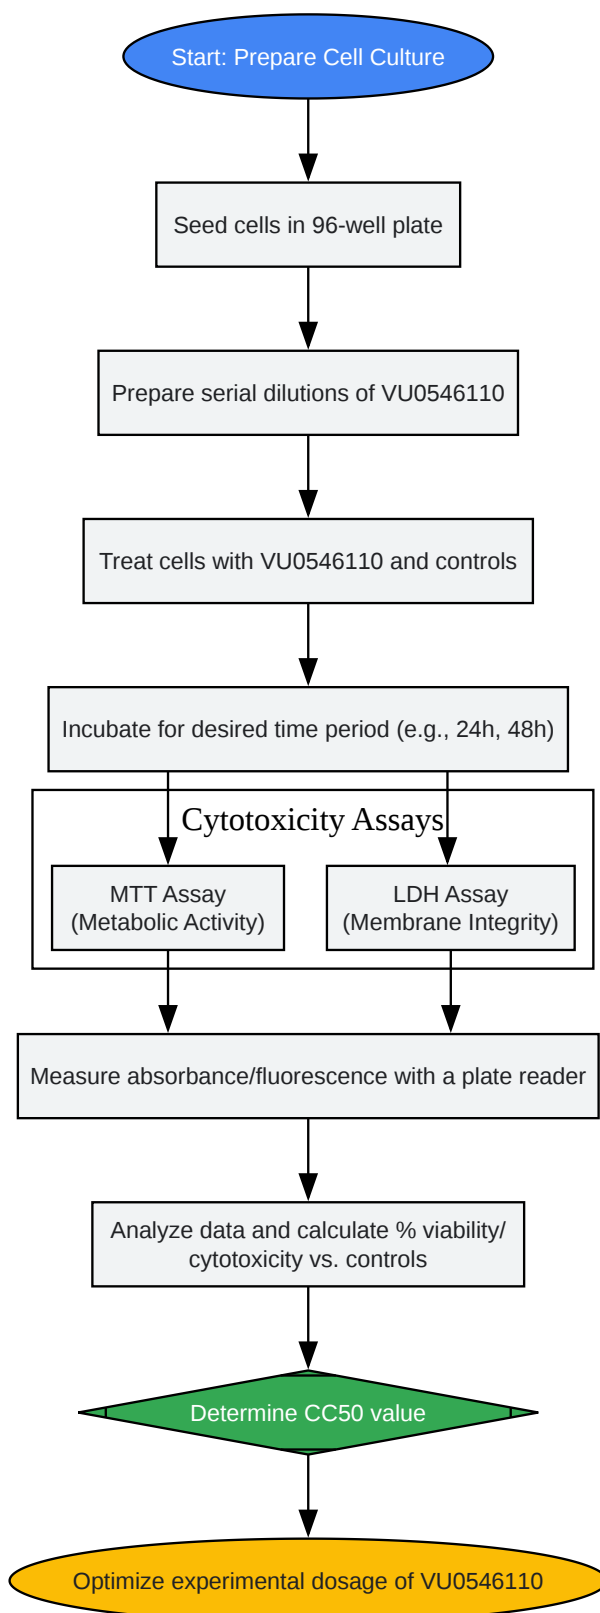 Start: Prepare Cell Culture
Seed cells in 96-well plate
Prepare serial dilutions of VU0546110
Treat cells with VU0546110 and controls
Incubate for desired time period (e.g., 24h, 48h)
Cytotoxicity Assays
MTT Assay
(Metabolic Activity)
LDH Assay
(Membrane Integrity)
Measure absorbance/fluorescence with a plate reader
Analyze data and calculate % viability/
cytotoxicity vs. controls
Determine CC50 value
Optimize experimental dosage of VU0546110